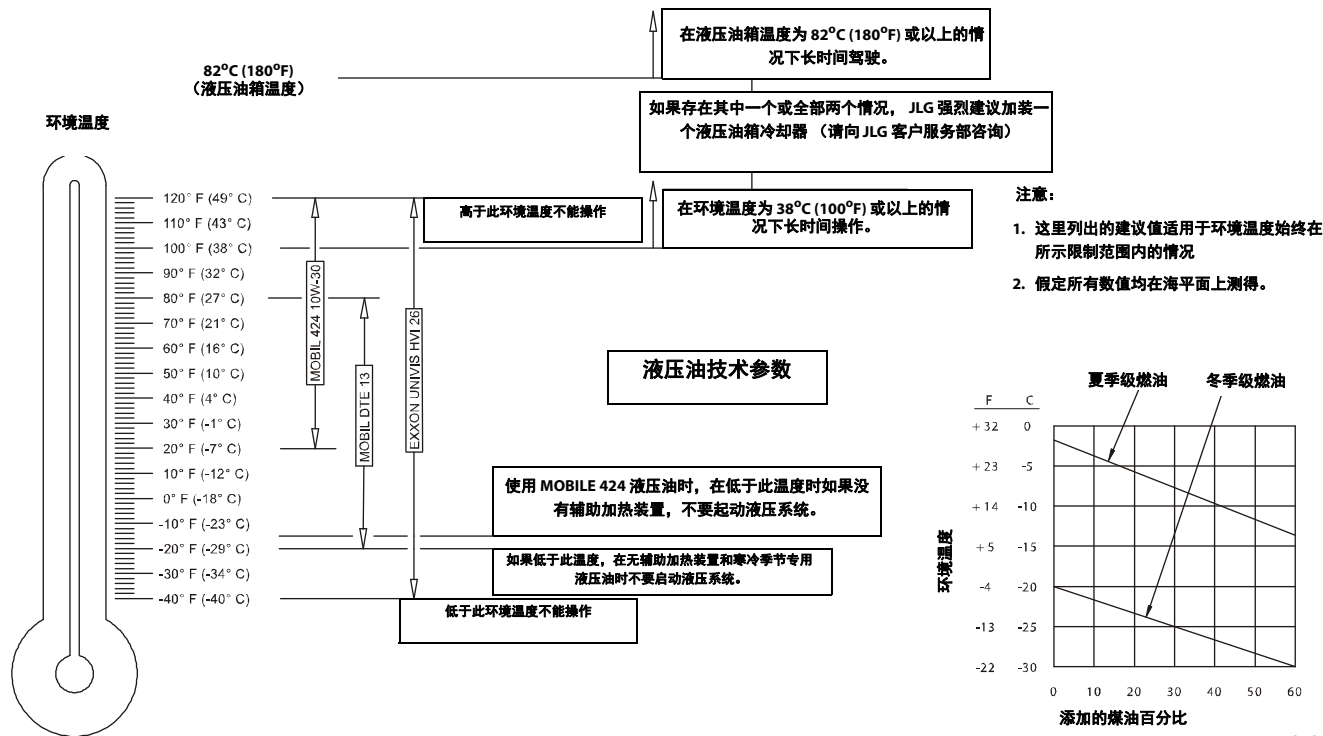 82°C (180°F)
（液压油箱温度）
在液压油箱温度为 82°C (180°F) 或以上的情
况下长时间驾驶。
如果存在其中一个或全部两个情况， JLG 强烈建议加装一
个液压油箱冷却器 （请向 JLG 客户服务部咨询）
环境温度
120° F (49° C)
110° F (43° C)
100° F (38° C)
90° F (32° C)
80° F (27° C)
70° F (21° C)
60° F (16° C)
50° F (10° C)
40° F (4° C)
30° F (-1° C)
20° F (-7° C)
10° F (-12° C)
0° F (-18° C)
-10° F (-23° C)
-20° F (-29° C)
-30° F (-34° C)
-40° F (-40° C)
MOBIL 424 10W-30
MOBIL DTE 13
EXXON UNIVIS HVI 26
高于此环境温度不能操作
在环境温度为 38°C (100°F) 或以上的情
况下长时间操作。
注意：
1. 这里列出的建议值适用于环境温度始终在
所示限制范围内的情况
2. 假定所有数值均在海平面上测得。
液压油技术参数
使用 MOBILE 424 液压油时，在低于此温度时如果没
有辅助加热装置，不要起动液压系统。
如果低于此温度，在无辅助加热装置和寒冷季节专用
液压油时不要启动液压系统。
低于此环境温度不能操作
夏季级燃油
冬季级燃油
F C
+ 32 0
+ 23 -5
+ 14 -10
+ 5 -15
-4 -20
-13 -25
-22 -30
环境温度
0 10 20 30 40 50 60
添加的煤油百分比